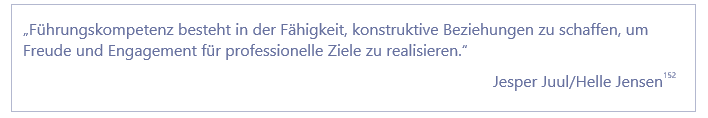 „Führungskompetenz besteht in der Fähigkeit, konstruktive Beziehungen zu schaffen, um
Freude und Engagement für professionelle Ziele zu realisieren.“
Jesper Juul/Helle Jensen152